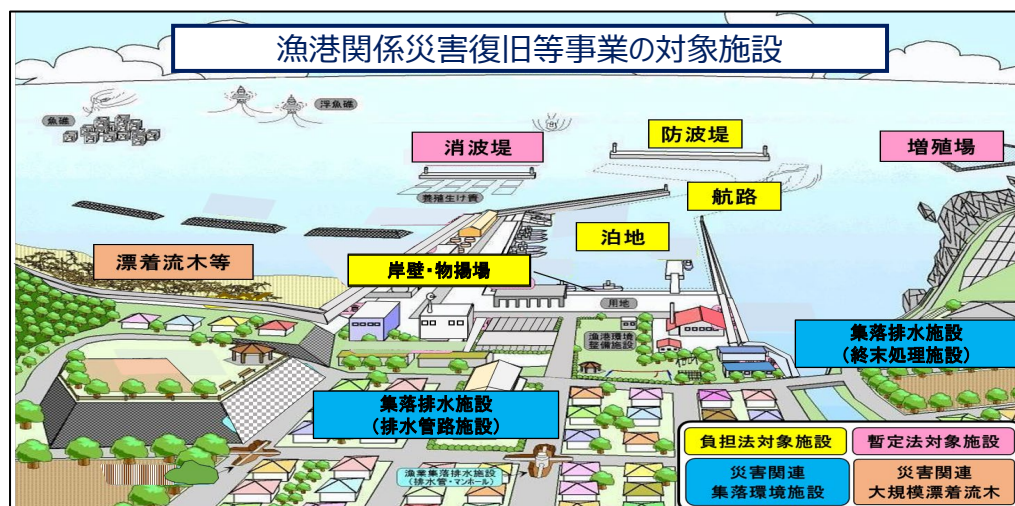 漁港関係災害復旧等事業の対象施設
浮魚礁
魚礁
消波堤
防波堤
増殖場
養殖生け簀
航路
泊地
漂着流木等
岸壁・物揚場
用地
漁港環境
整備施設
集落排水施設
(終末処理施設)
集落排水施設
(排水管路施設)
漁業集落排水施設
(排水管・マンホール)
負担法対象施設
暫定法対象施設
災害関連
集落環境施設
災害関連
大規模漂着流木